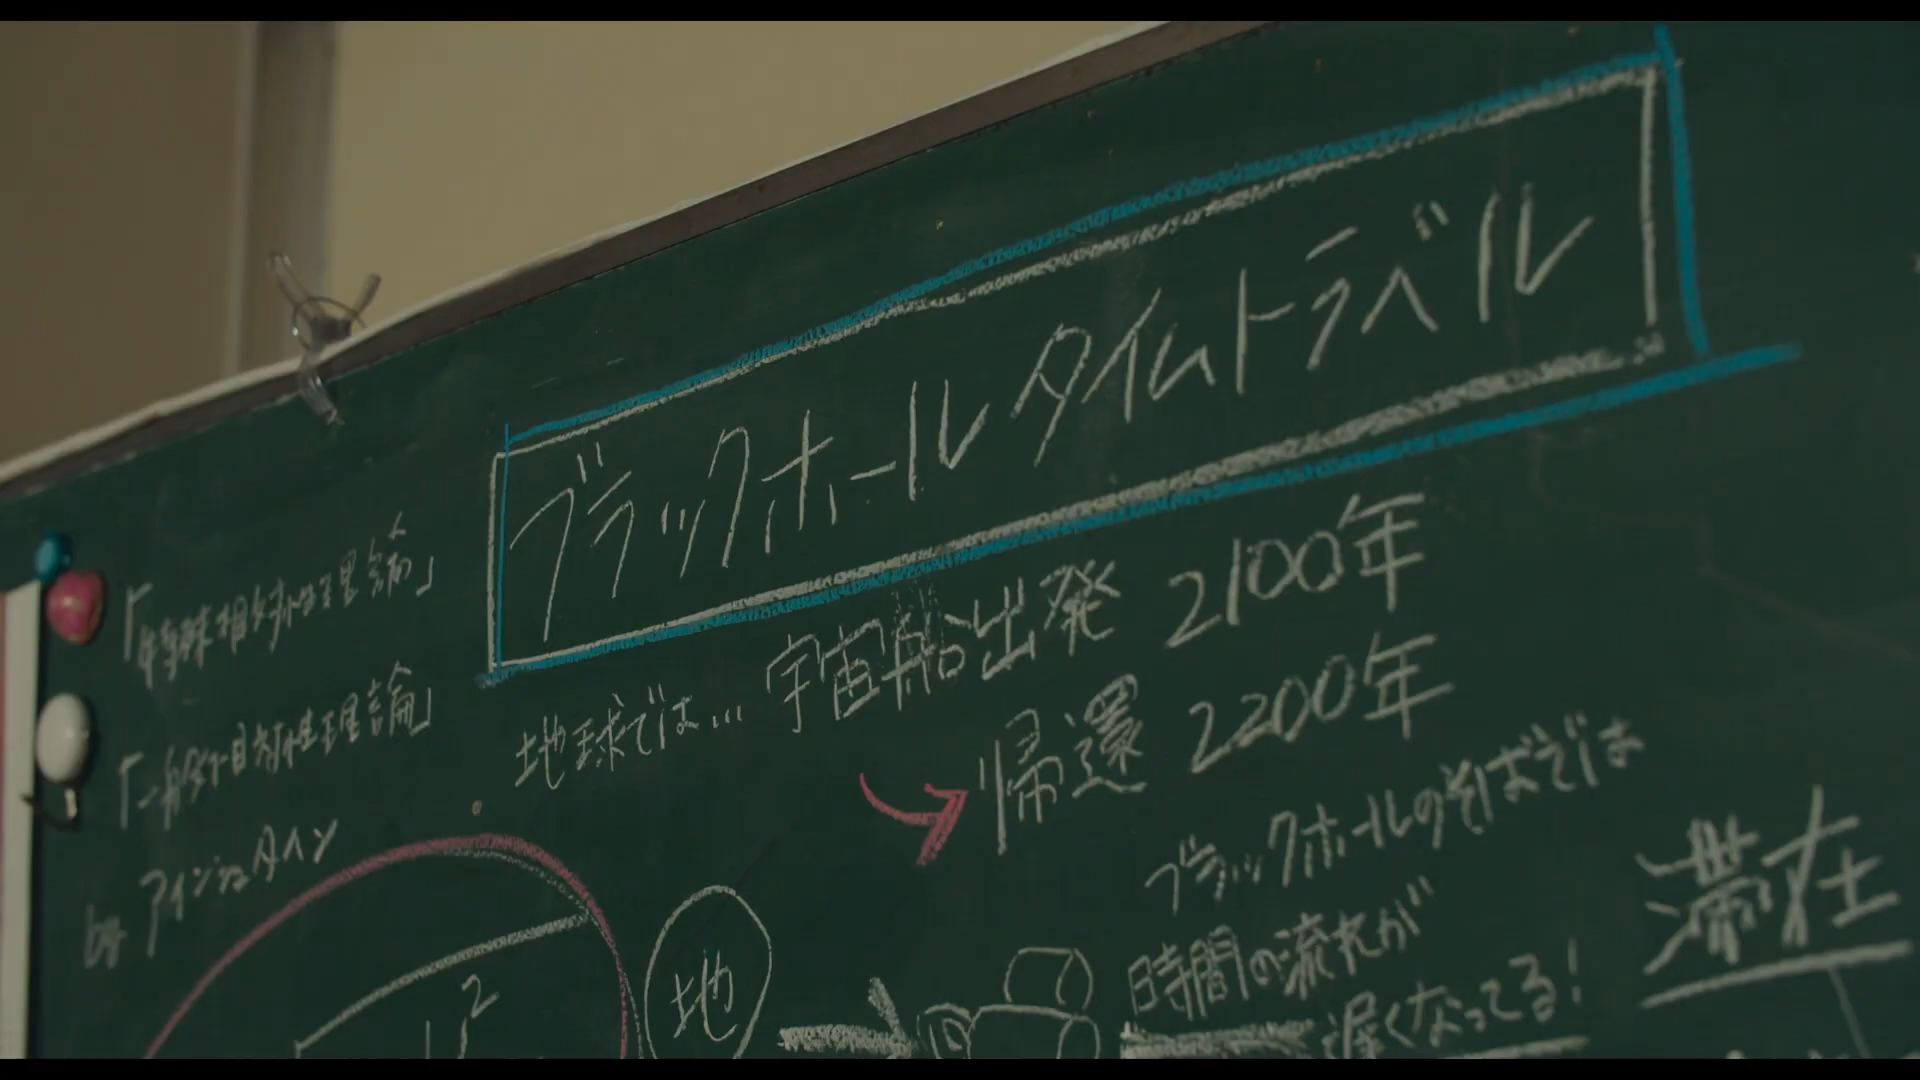 ブラックホールタイムトラベル
「特殊相対性理論」
「一般相対性理論」
by アインシュタイン
地球では… 宇宙船出発 2100年
帰還 2200年
ブラックホールのそばでは
時間の流れが
遅くなってる!
滞在
地